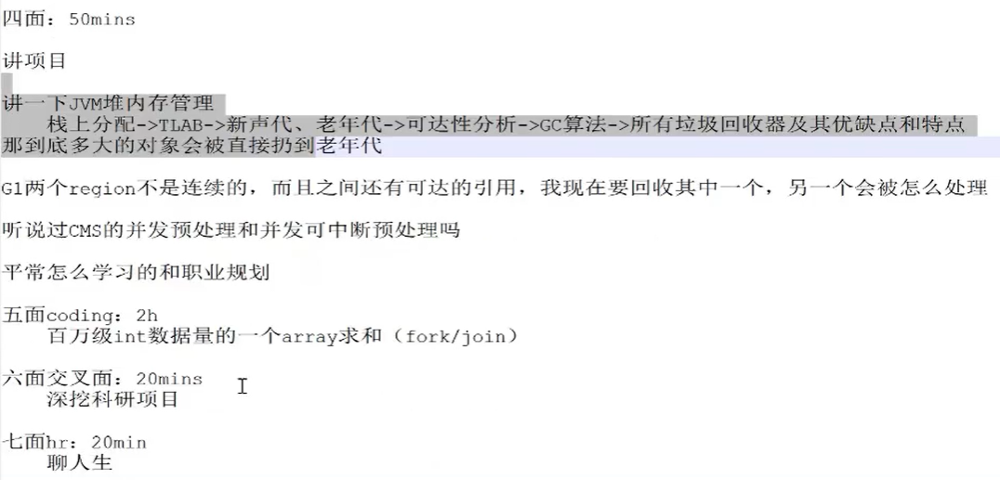 四面：50mins
讲项目
讲一下JVM堆内存管理
栈上分配->TLAB->新声代、老年代->可达性分析->GC算法->所有垃圾回收器及其优缺点和特点
那到底多大的对象会被直接扔到老年代
G1两个region不是连续的，而且之间还有可达的引用，我现在要回收其中一个，另一个会被怎么处理
听说过CMS的并发预处理和并发可中断预处理吗
平常怎么学习的和职业规划
五面coding：2h
百万级int数据量的一个array求和（fork/join）
六面交叉面：20mins
深挖科研项目
七面hr：20min
聊人生